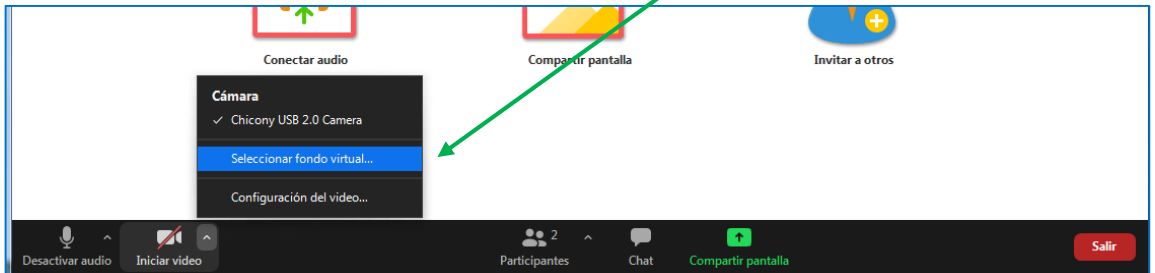 Conectar audio
Compartir pantalla
Invitar a otros
Cámara
✓ Chicony USB 2.0 Camera
Seleccionar fondo virtual...
Configuración del video...
2
Desactivar audio
Iniciar video
Participantes
Chat
Compartir pantalla
Salir